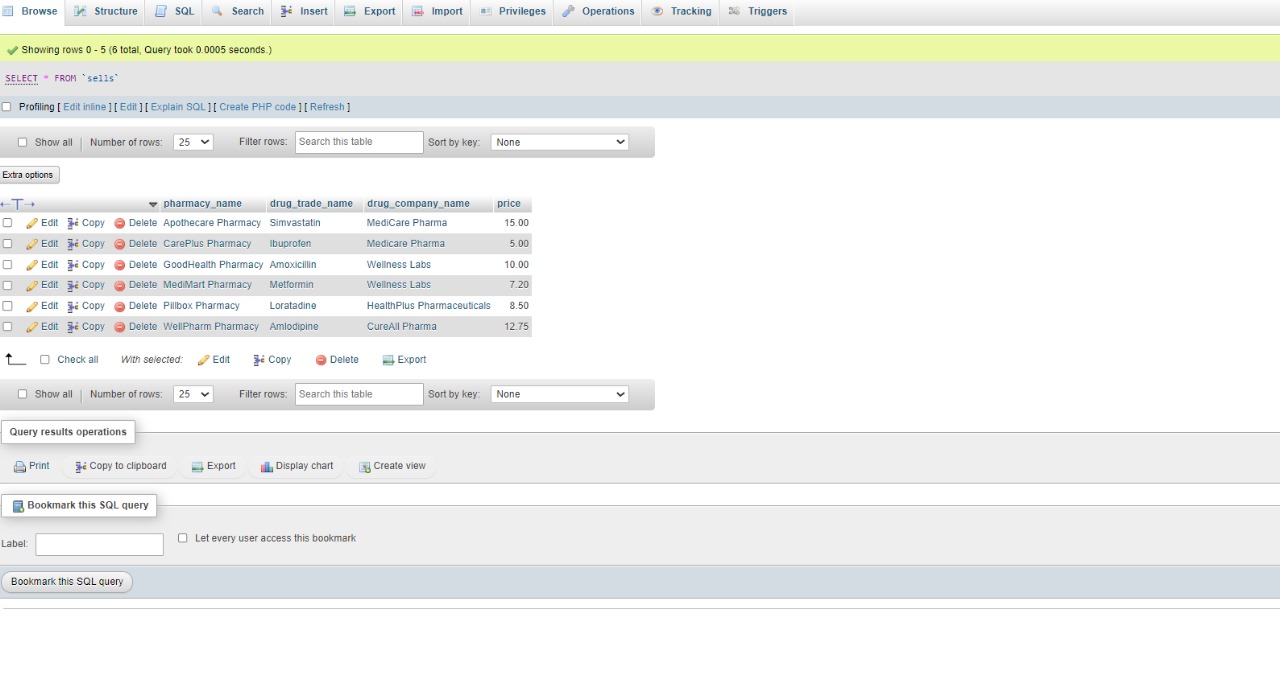 Browse Structure SQL Search Insert Export Import Privileges Operations Tracking Triggers
Showing rows 0 - 5 (6 total, Query took 0.0005 seconds.)
SELECT * FROM `sells`
Profiling [ Edit inline ] [ Edit ] [ Explain SQL ] [ Create PHP code ] [ Refresh ]
Show all | Number of rows: 25 Filter rows: Search this table Sort by key: None
Extra options
←T→ pharmacy_name drug_trade_name drug_company_name price
Edit Copy Delete Apothecare Pharmacy Simvastatin MediCare Pharma 15.00
Edit Copy Delete CarePlus Pharmacy Ibuprofen Medicare Pharma 5.00
Edit Copy Delete GoodHealth Pharmacy Amoxicillin Wellness Labs 10.00
Edit Copy Delete MediMart Pharmacy Metformin Wellness Labs 7.20
Edit Copy Delete Pillbox Pharmacy Loratadine HealthPlus Pharmaceuticals 8.50
Edit Copy Delete WellPharm Pharmacy Amlodipine CureAll Pharma 12.75
Check all With selected: Edit Copy Delete Export
Show all | Number of rows: 25 Filter rows: Search this table Sort by key: None
Query results operations
Print Copy to clipboard Export Display chart Create view
Bookmark this SQL query
Label: Let every user access this bookmark
Bookmark this SQL query